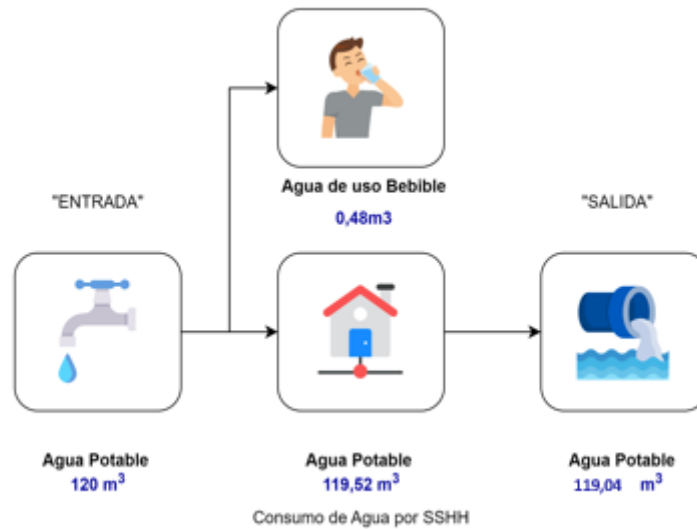 Agua de uso Bebible
0,48m3
"ENTRADA"
"SALIDA"
Agua Potable
120 m³
Agua Potable
119,52 m³
Agua Potable
119,04 m³
Consumo de Agua por SSHH